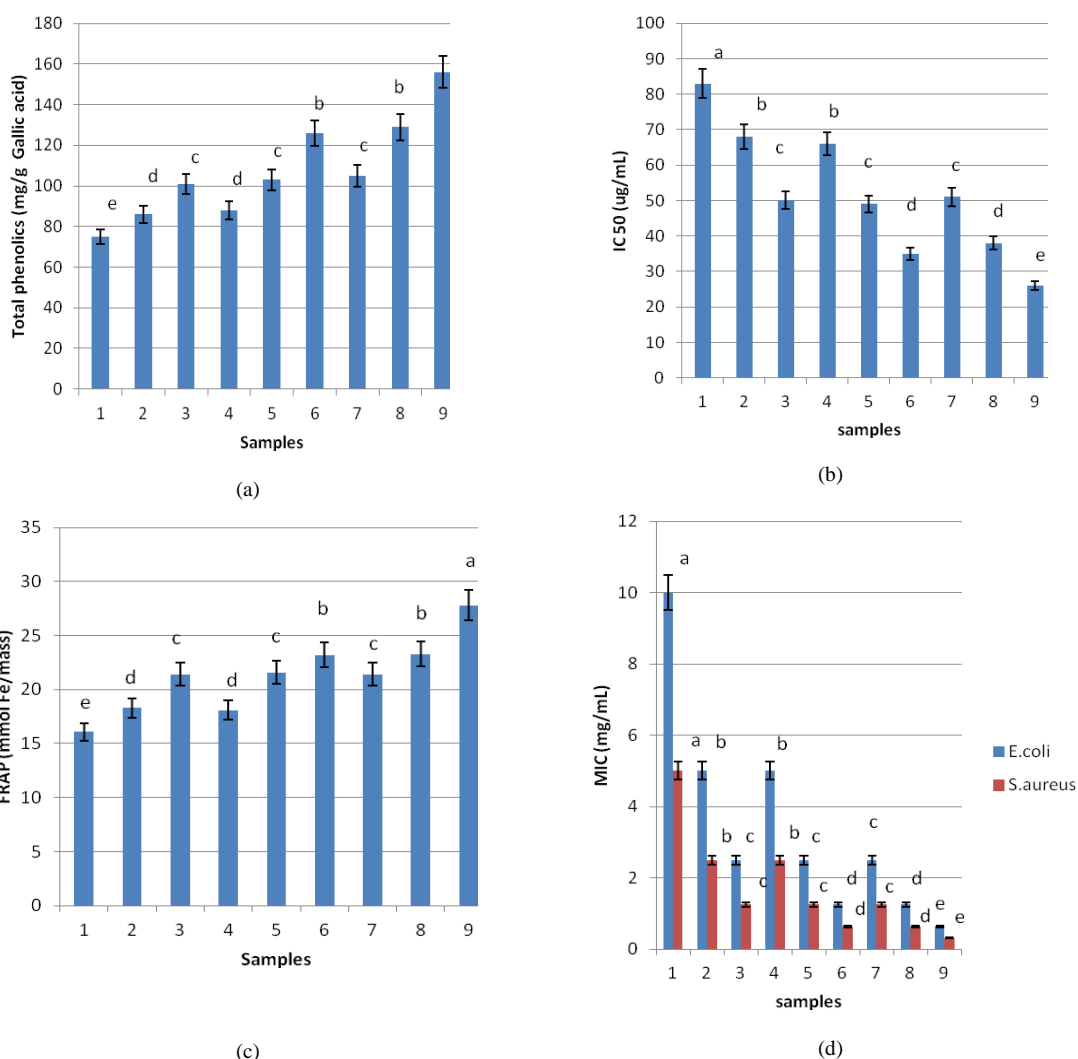 180
160
140
120
100
80
60
40
20
0
Total phenolics (mg/g Gallic acid)
e
d
c
d
c
b
c
b
1 2 3 4 5 6 7 8 9
Samples
(a)
100
90
80
70
60
50
40
30
20
10
0
IC 50 (ug/mL)
a
b
c
b
c
d
c
d
e
1 2 3 4 5 6 7 8 9
samples
(b)
35
30
25
20
15
10
5
0
FRAP (mmol Fe/mass)
e
d
c
d
c
b
c
b
a
1 2 3 4 5 6 7 8 9
Samples
(c)
12
10
8
6
4
2
0
MIC (mg/mL)
a
a b
b c
c b
b c
c d
d c
c d
d e
e
1 2 3 4 5 6 7 8 9
samples
E.coli
S.aureus
(d)